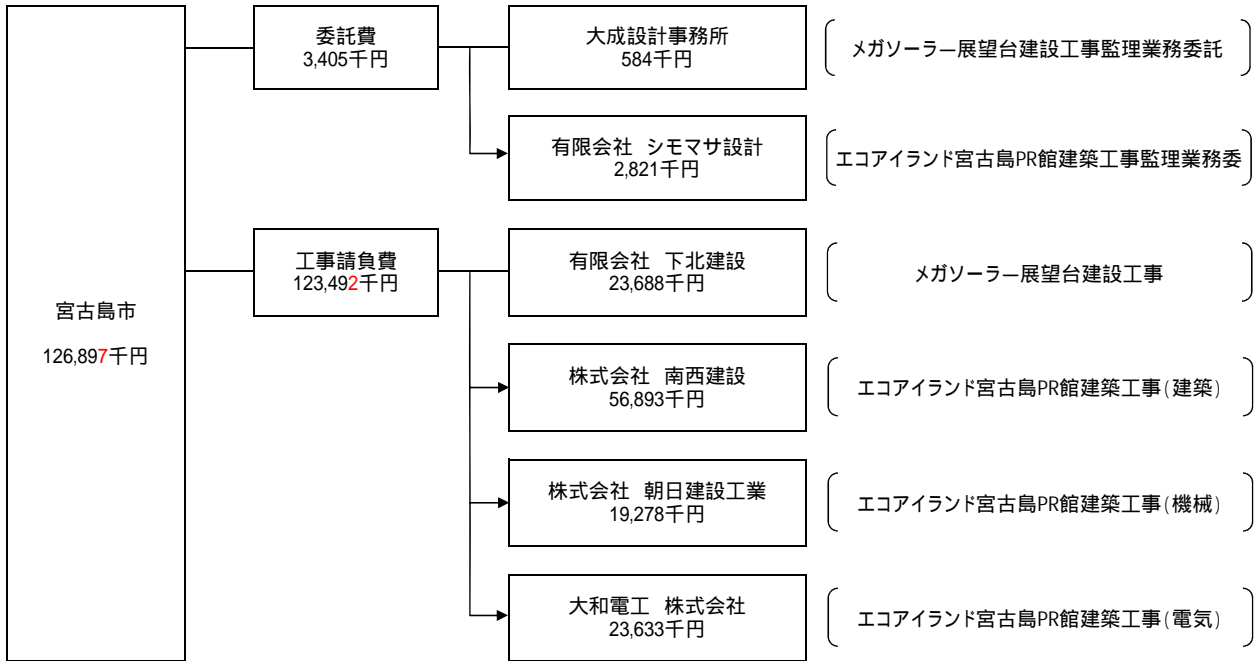 宮古島市
126,897千円
委託費
3,405千円
大成設計事務所
584千円
メガソーラー展望台建設工事監理業務委託
有限会社 シモマサ設計
2,821千円
エコアイランド宮古島PR館建築工事監理業務委
工事請負費
123,492千円
有限会社 下北建設
23,688千円
メガソーラー展望台建設工事
株式会社 南西建設
56,893千円
エコアイランド宮古島PR館建築工事(建築)
株式会社 朝日建設工業
19,278千円
エコアイランド宮古島PR館建築工事(機械)
大和電工 株式会社
23,633千円
エコアイランド宮古島PR館建築工事(電気)